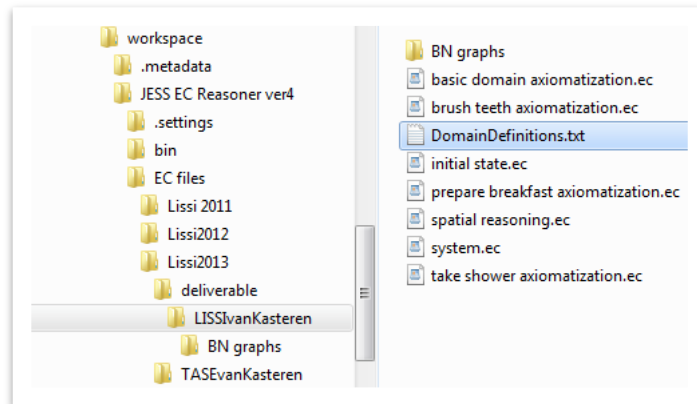 workspace
.metadata
JESS EC Reasoner ver4
.settings
bin
EC files
Lissi 2011
Lissi2012
Lissi2013
deliverable
LISSIvanKasteren
BN graphs
TASEvanKasteren
BN graphs
basic domain axiomatization.ec
brush teeth axiomatization.ec
DomainDefinitions.txt
initial state.ec
prepare breakfast axiomatization.ec
spatial reasoning.ec
system.ec
take shower axiomatization.ec